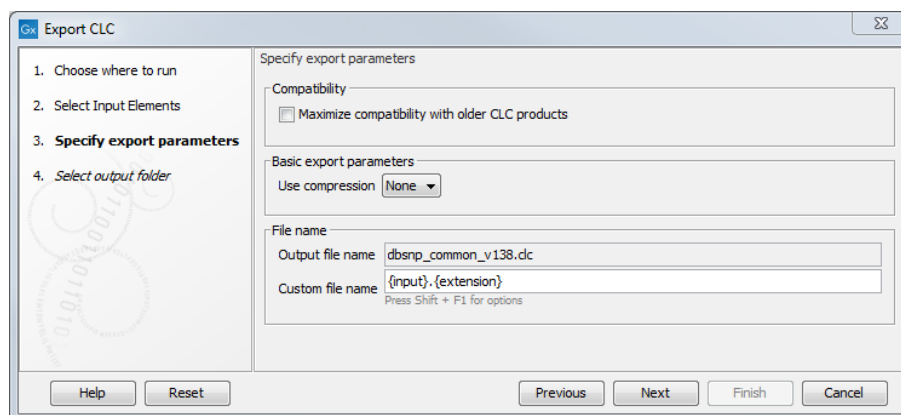 Gx Export CLC
1. Choose where to run
2. Select Input Elements
3. Specify export parameters
4. Select output folder
Specify export parameters
Compatibility
Maximize compatibility with older CLC products
Basic export parameters
Use compression None
File name
Output file name dbsnp_common_v138.clc
Custom file name {input}.{extension}
Press Shift + F1 for options
Help Reset Previous Next Finish Cancel